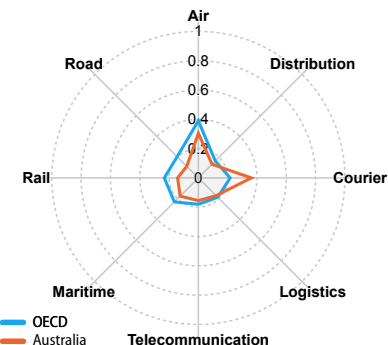 Air
1
Road
Distribution
0.8
0.6
0.4
0.2
Rail
0
Courier
Maritime
Logistics
OECD
Australia
Telecommunication